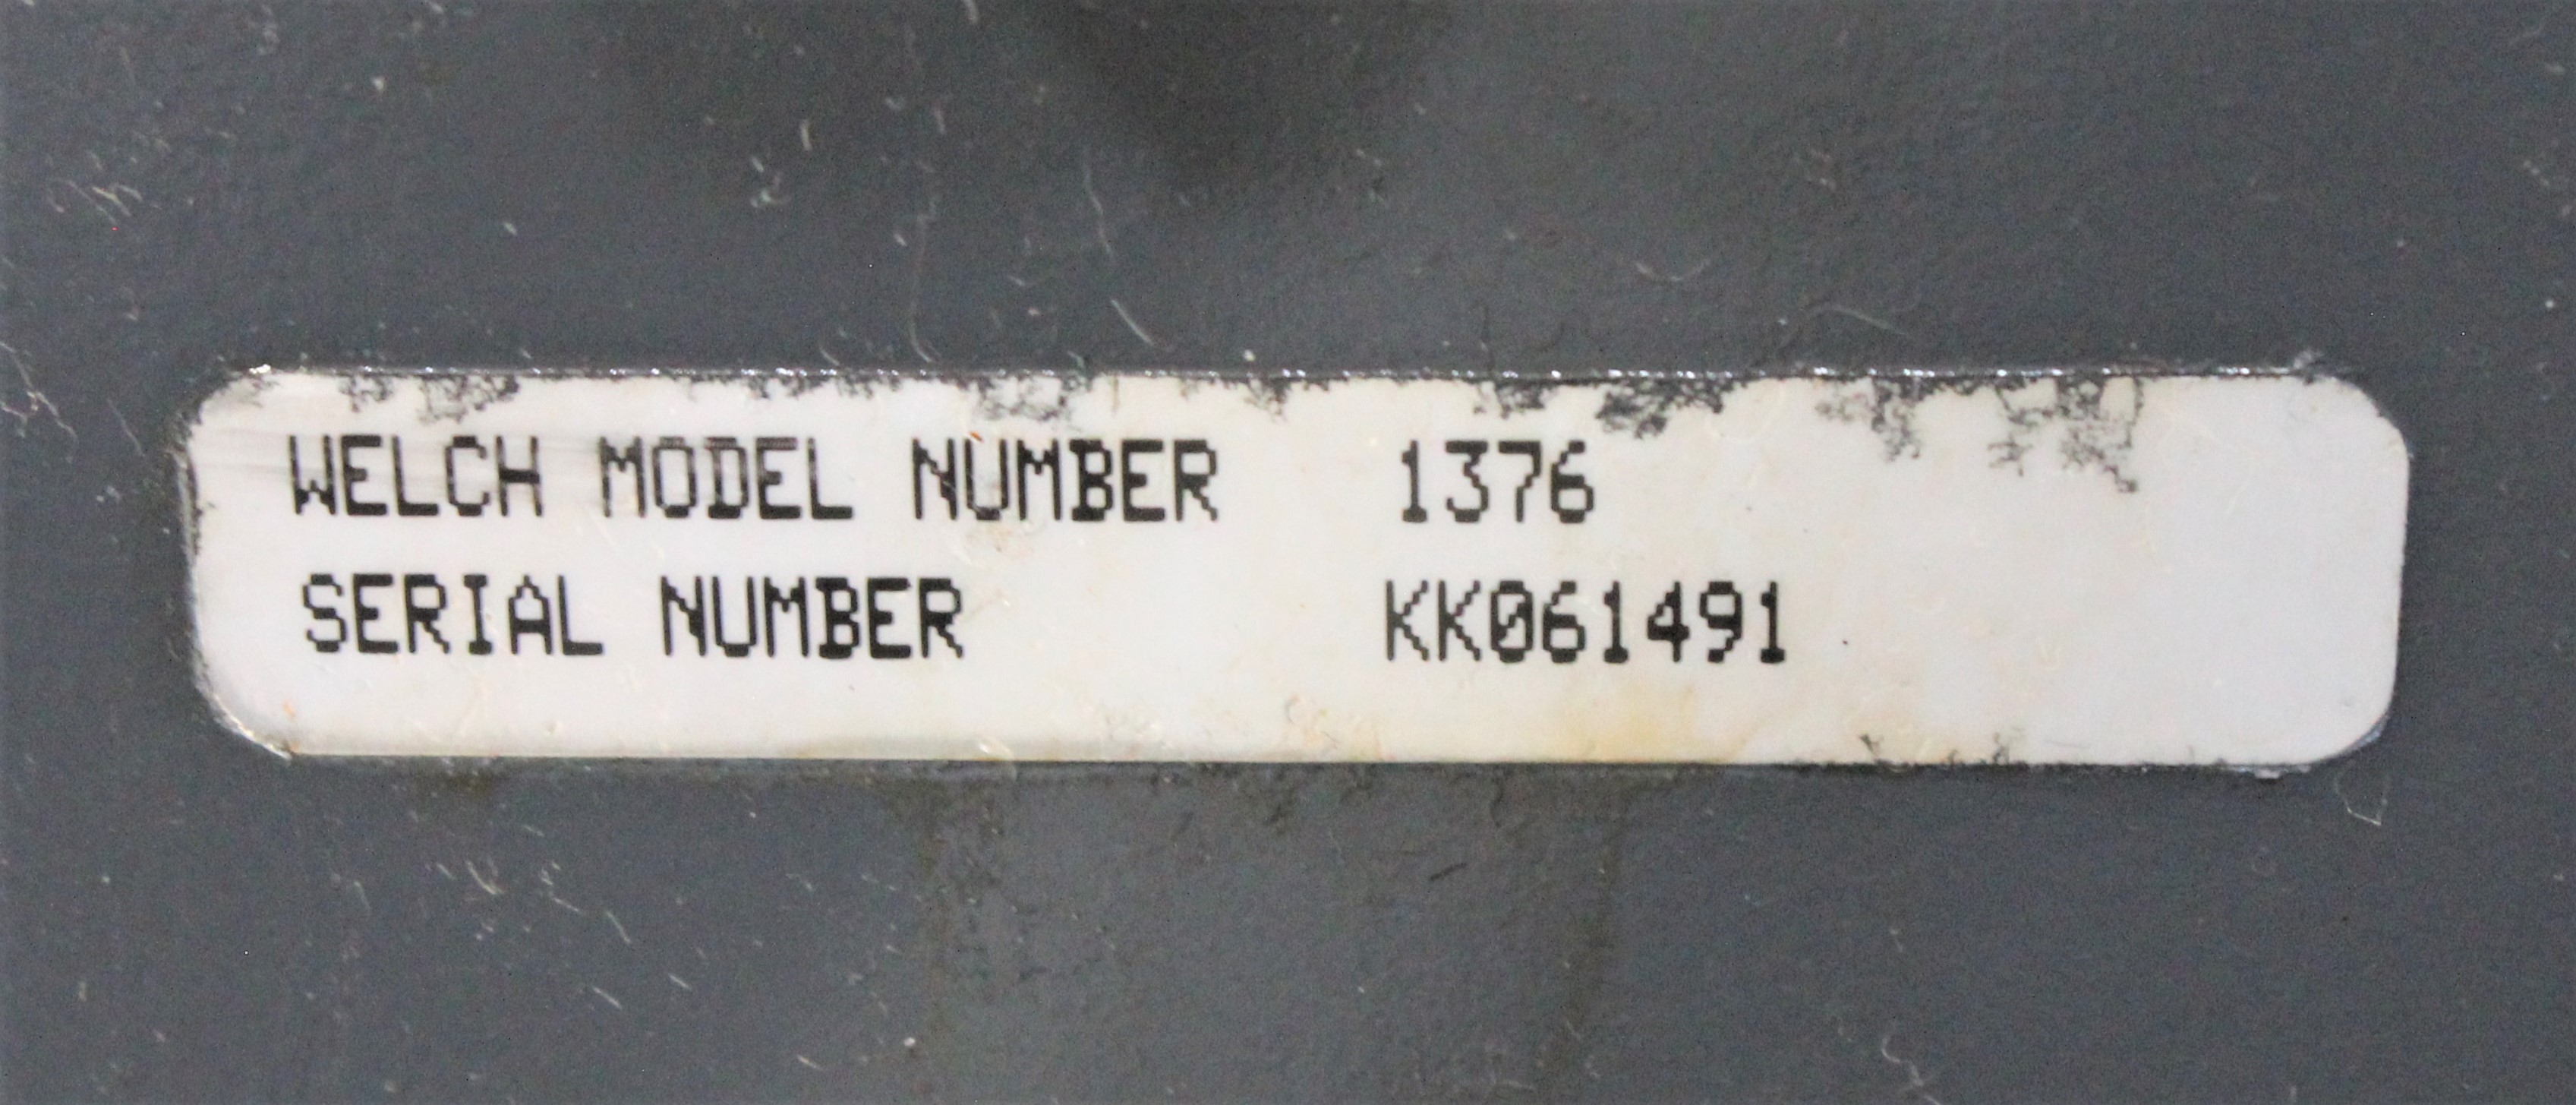 WELCH MODEL NUMBER 1376
SERIAL NUMBER KK061491